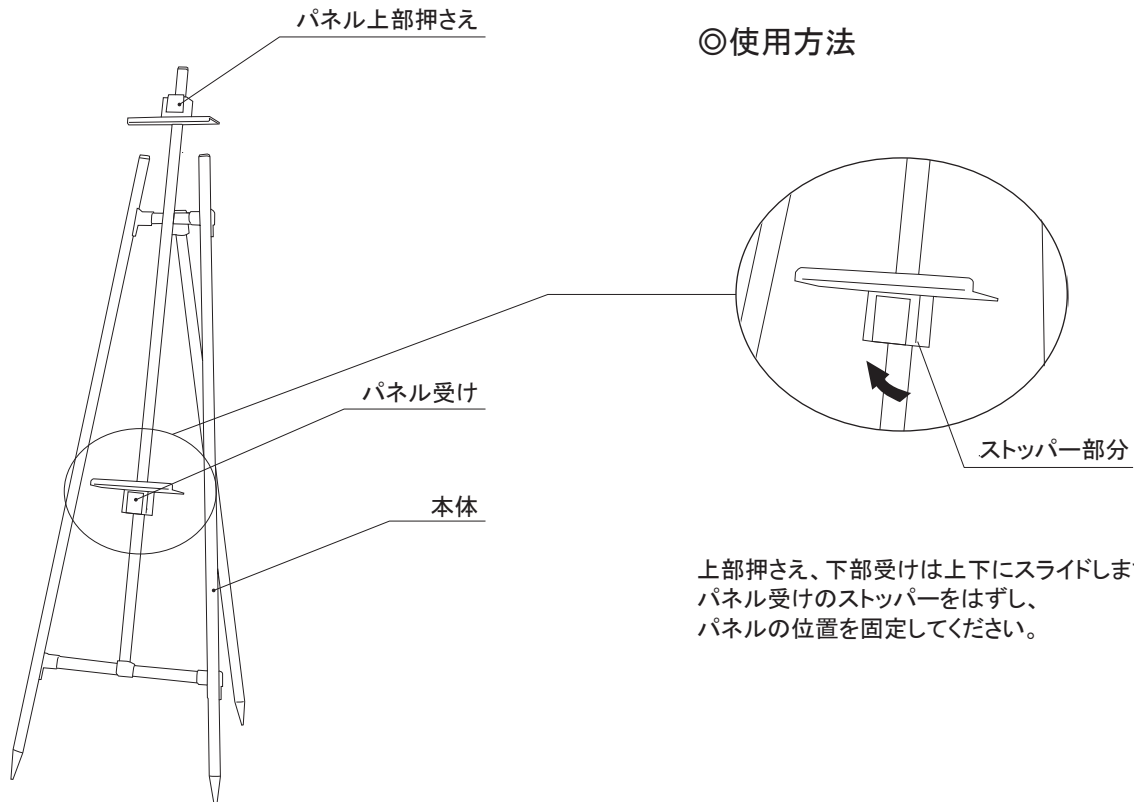 パネル上部押さえ
◎使用方法
パネル受け
ストッパー部分
本体
上部押さえ、下部受けは上下にスライドしま
パネル受けのストッパーをはずし、
パネルの位置を固定してください。